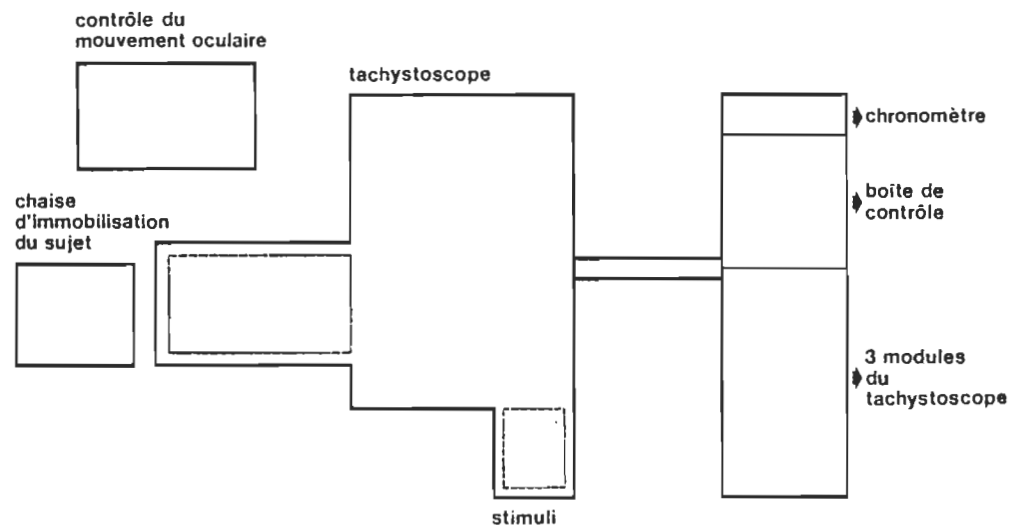 contrôle du
mouvement oculaire
tachystoscope
chronomètre
boîte de
contrôle
chaise
d'immobilisation
du sujet
3 modules
du
tachystoscope
stimuli